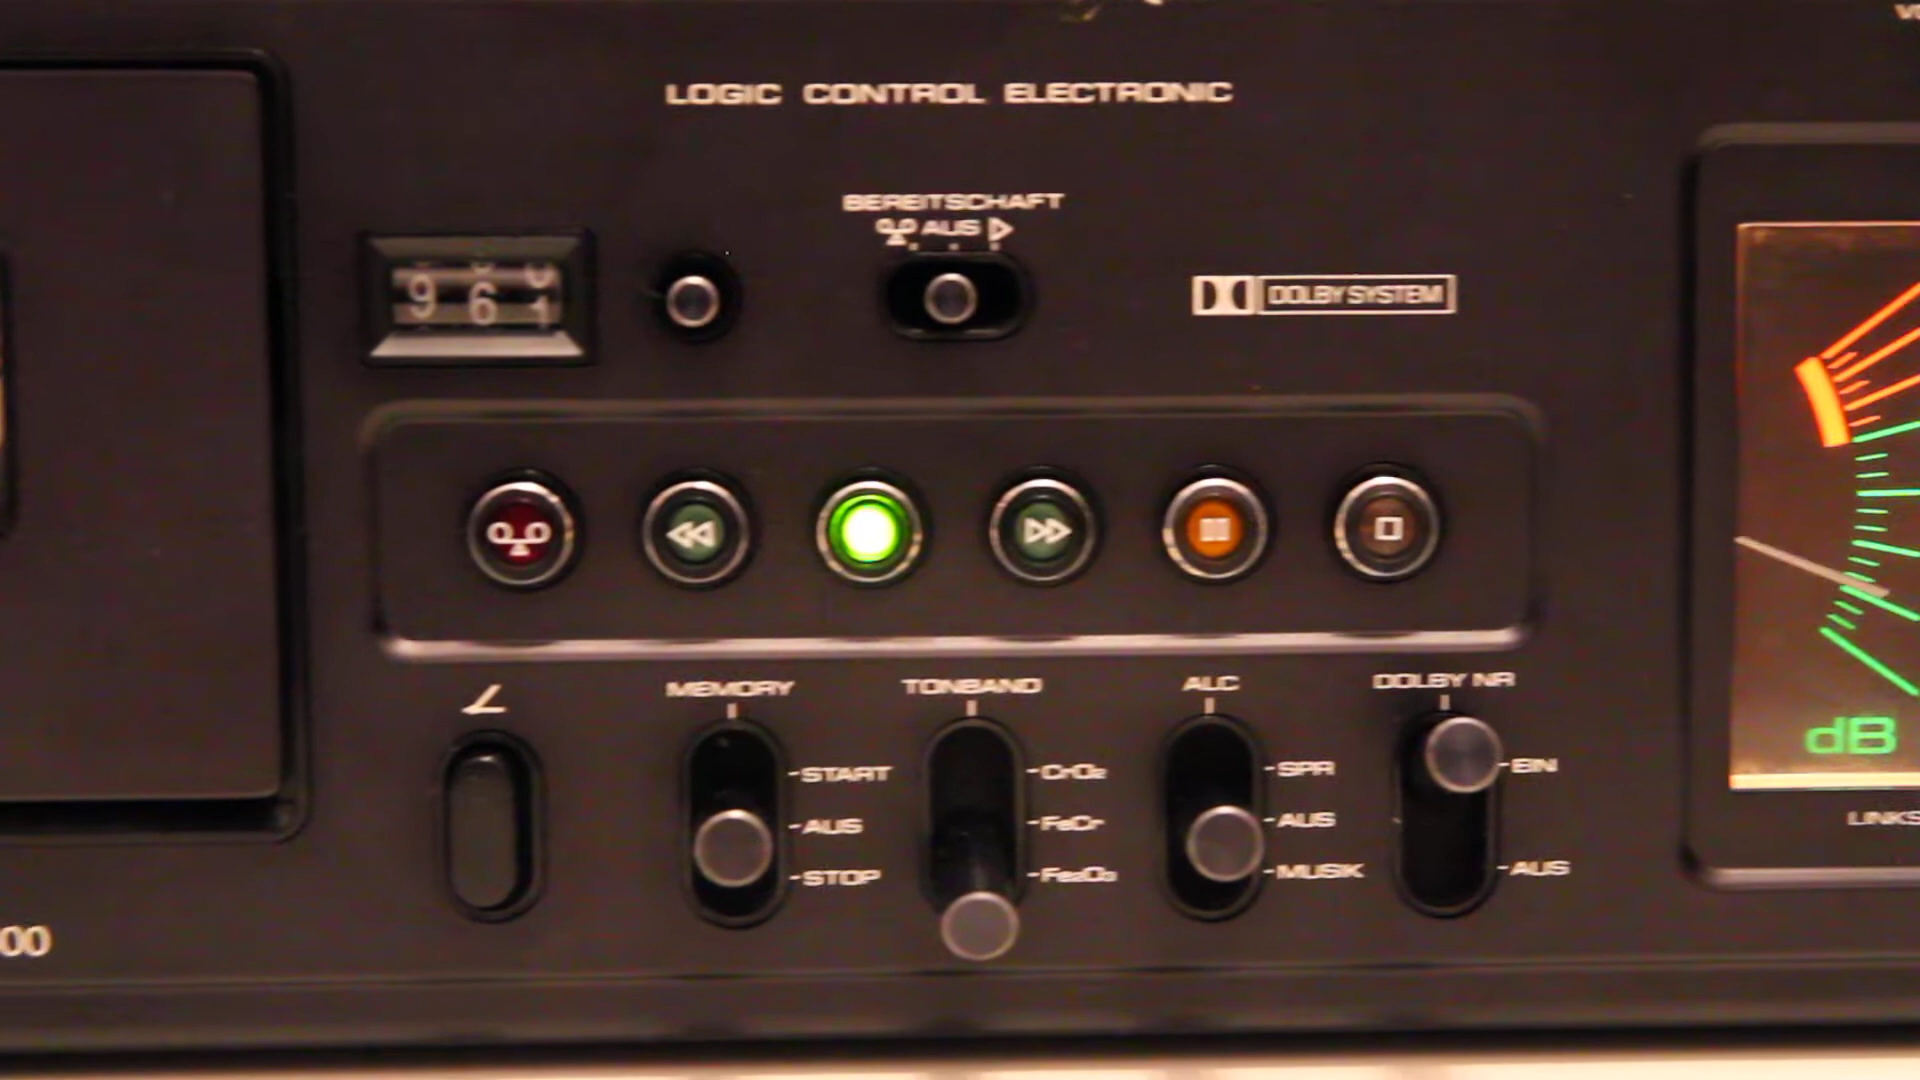 LOGIC CONTROL ELECTRONIC
BEREITSCHAFT
AUS
961
DOLBY SYSTEM
MEMORY
START
AUS
STOP
TONBAND
CrO₂
FeCr
Fe₂O₃
ALC
SPR
AUS
MUSIK
DOLBY NR
EIN
AUS
dB
LINKS
00